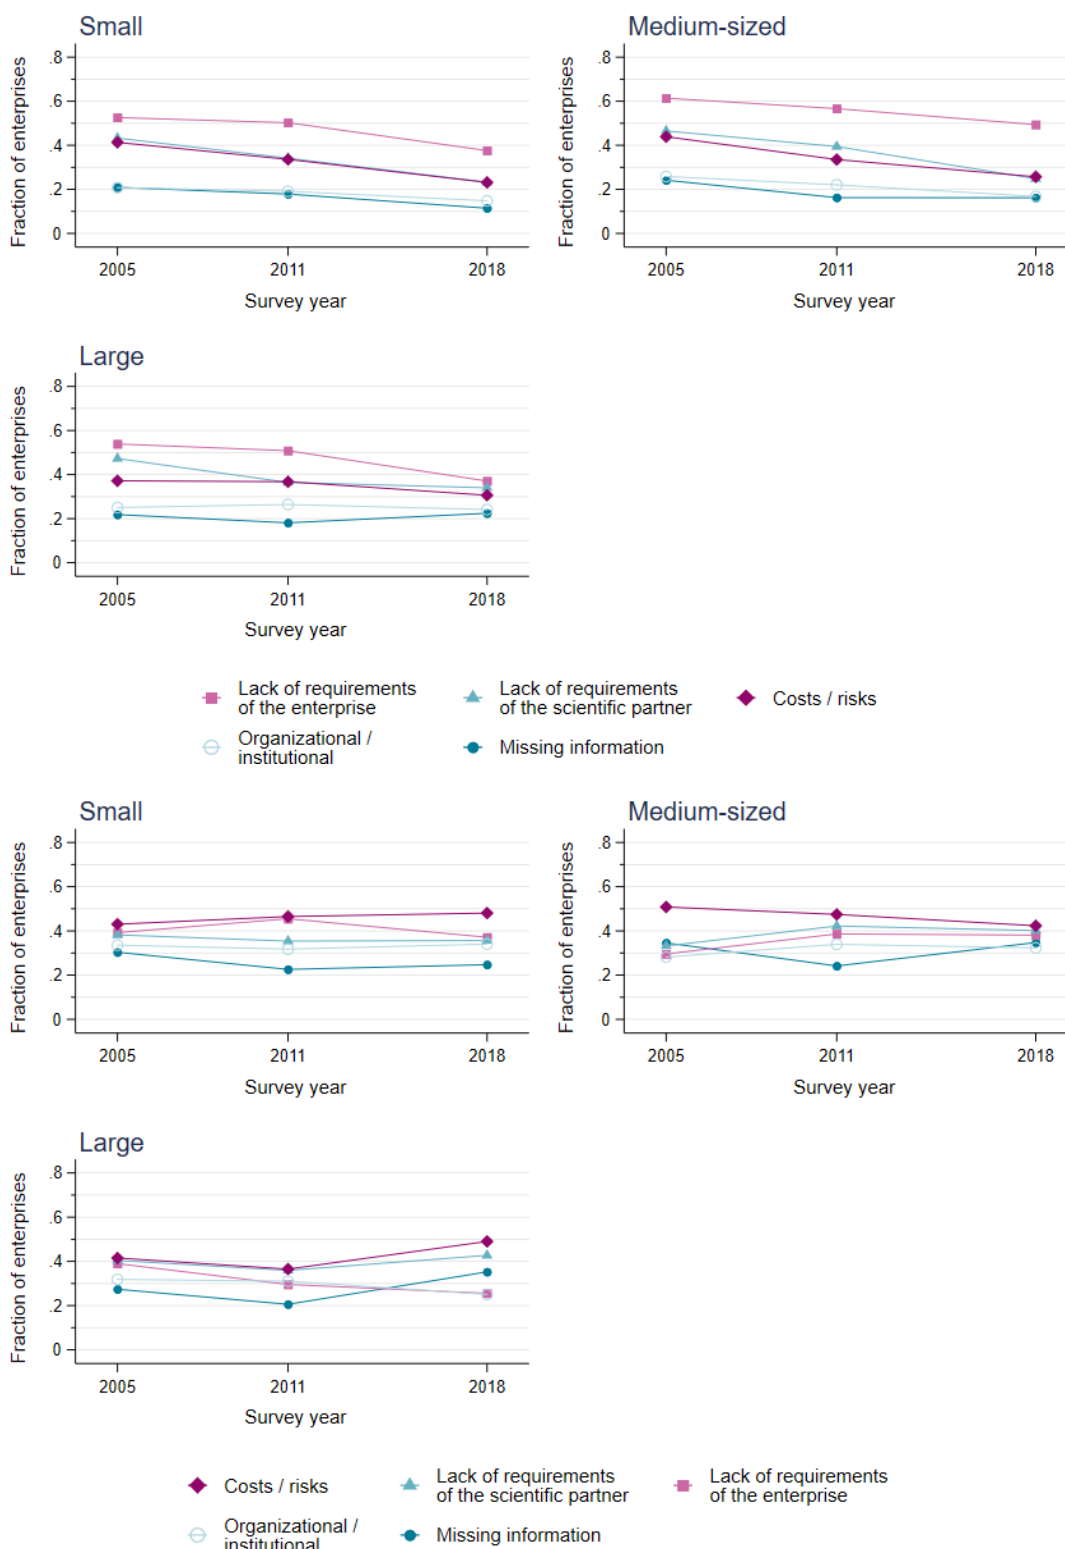 Small
Fraction of enterprises
.8
.6
.4
.2
0
2005 2011 2018
Survey year
Medium-sized
Fraction of enterprises
.8
.6
.4
.2
0
2005 2011 2018
Survey year
Large
Fraction of enterprises
.8
.6
.4
.2
0
2005 2011 2018
Survey year
Lack of requirements
of the enterprise
Lack of requirements
of the scientific partner
Costs / risks
Organizational /
institutional
Missing information
Small
Fraction of enterprises
.8
.6
.4
.2
0
2005 2011 2018
Survey year
Medium-sized
Fraction of enterprises
.8
.6
.4
.2
0
2005 2011 2018
Survey year
Large
Fraction of enterprises
.8
.6
.4
.2
0
2005 2011 2018
Survey year
Costs / risks
Lack of requirements
of the scientific partner
Lack of requirements
of the enterprise
Organizational /
institutional
Missing information